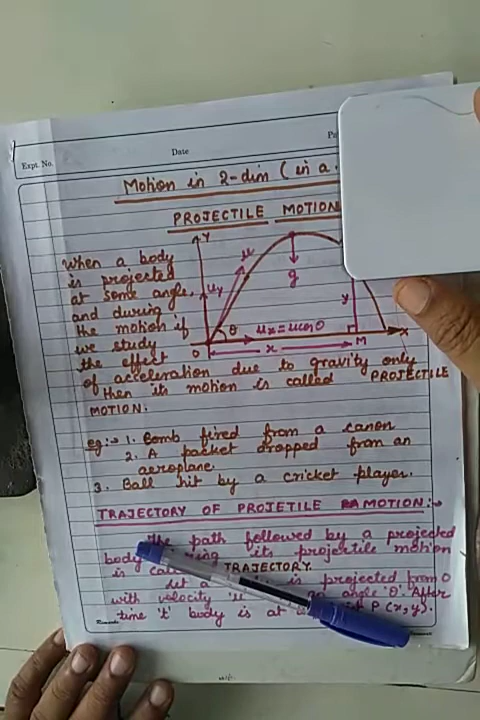 Expt. No.
Date
Motion in 2-dim (in a
PROJECTILE MOTION
When a body
is projected
at some angle,
and during
the motion if
we study
the effect
of acceleration due to gravity only
then its motion is called PROJECTILE
MOTION.
Y
u
uy
g
y
θ
ux = u cos θ
O
x
M
X
eg:- 1. Bomb fired from a canon
2. A packet dropped from an
aeroplane
3. Ball hit by a cricket player.
TRAJECTORY OF PROJETILE MOTION:-
The path followed by a projected
body its projectile motion
is TRAJECTORY.
Let a is projected from O
with velocity 'u' angle 'θ'. After
time 't' body is at P(x,y).